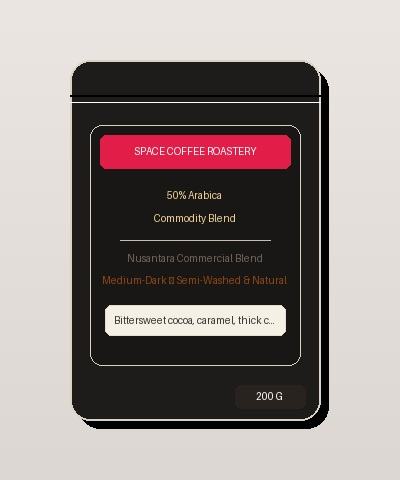 SPACE COFFEE ROASTERY
50% Arabica
Commodity Blend
Nusantara Commercial Blend
Medium-Dark ▯ Semi-Washed & Natural
Bittersweet cocoa, caramel, thick c...
200 G